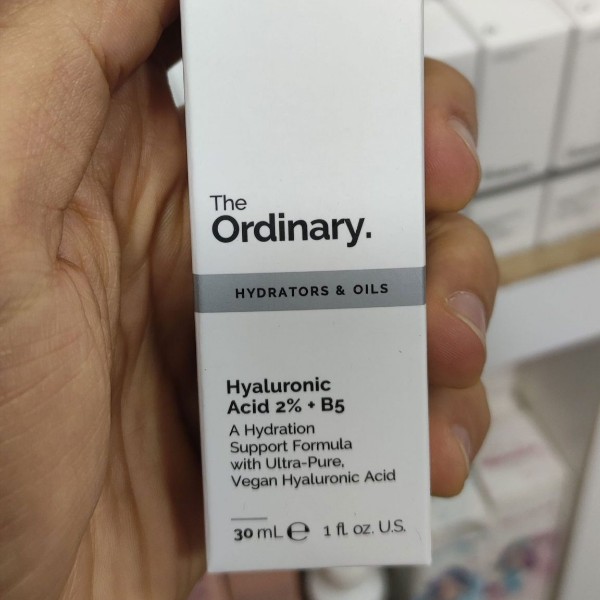 The
Ordinary.
HYDRATORS & OILS
Hyaluronic
Acid 2% + B5
A Hydration
Support Formula
with Ultra-Pure,
Vegan Hyaluronic Acid
30 mL ℮ 1 fl. oz. U.S.